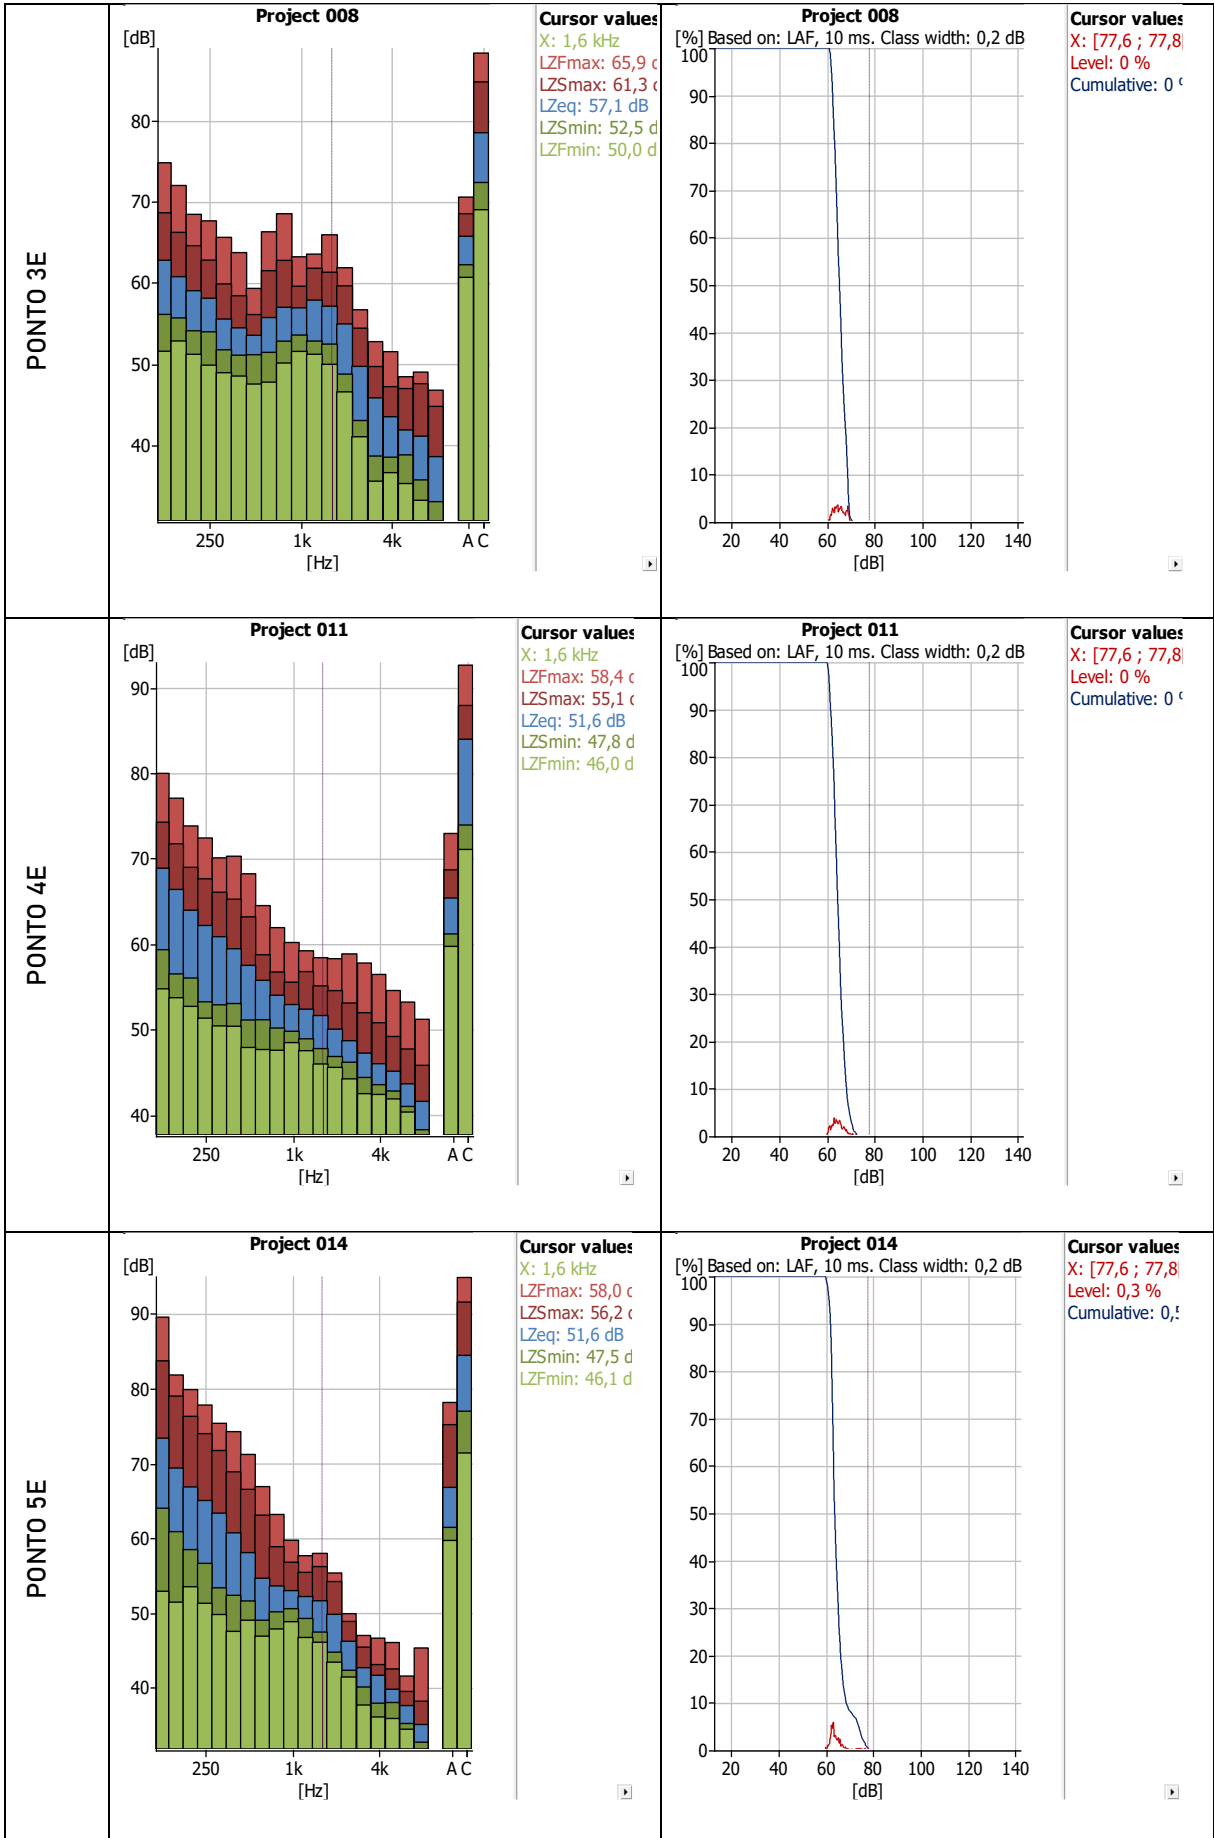 PONTO 3E
Project 008
[dB]
80
70
60
50
40
250 1k 4k A C
[Hz]
Cursor values
X: 1,6 kHz
LZFmax: 65,9 d
LZSmax: 61,3 d
LZeq: 57,1 dB
LZSmin: 52,5 d
LZFmin: 50,0 d
Project 008
[%] Based on: LAF, 10 ms. Class width: 0,2 dB
100
90
80
70
60
50
40
30
20
10
0
20 40 60 80 100 120 140
[dB]
Cursor values
X: [77,6 ; 77,8[
Level: 0 %
Cumulative: 0
PONTO 4E
Project 011
[dB]
90
80
70
60
50
40
250 1k 4k A C
[Hz]
Cursor values
X: 1,6 kHz
LZFmax: 58,4 d
LZSmax: 55,1 d
LZeq: 51,6 dB
LZSmin: 47,8 d
LZFmin: 46,0 d
Project 011
[%] Based on: LAF, 10 ms. Class width: 0,2 dB
100
90
80
70
60
50
40
30
20
10
0
20 40 60 80 100 120 140
[dB]
Cursor values
X: [77,6 ; 77,8[
Level: 0 %
Cumulative: 0
PONTO 5E
Project 014
[dB]
90
80
70
60
50
40
250 1k 4k A C
[Hz]
Cursor values
X: 1,6 kHz
LZFmax: 58,0 d
LZSmax: 56,2 d
LZeq: 51,6 dB
LZSmin: 47,5 d
LZFmin: 46,1 d
Project 014
[%] Based on: LAF, 10 ms. Class width: 0,2 dB
100
90
80
70
60
50
40
30
20
10
0
20 40 60 80 100 120 140
[dB]
Cursor values
X: [77,6 ; 77,8[
Level: 0,3 %
Cumulative: 0,5